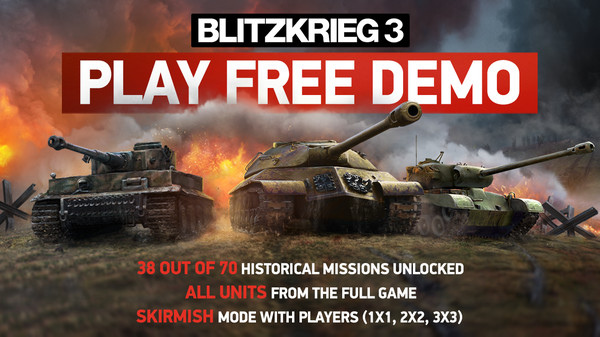 BLITZKRIEG 3
PLAY FREE DEMO
38 OUT OF 70 HISTORICAL MISSIONS UNLOCKED
ALL UNITS FROM THE FULL GAME
SKIRMISH MODE WITH PLAYERS (1X1, 2X2, 3X3)